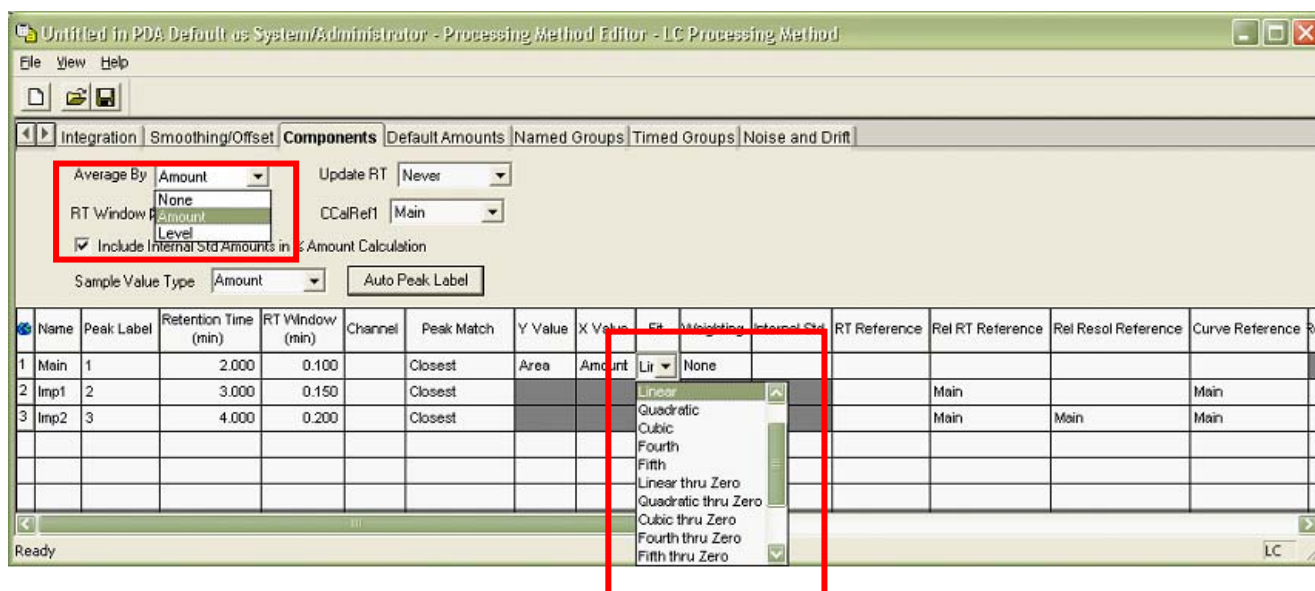 Untitled in PDA Default as System/Administrator - Processing Method Editor - LC Processing Method
File View Help
Integration Smoothing/Offset Components Default Amounts Named Groups Timed Groups Noise and Drift
Average By Amount Update RT Never
None
RT Window Amount CCalRef1 Main
Level
Include Internal Std Amounts in % Amount Calculation
Sample Value Type Amount Auto Peak Label
Name Peak Label Retention Time (min) RT Window (min) Channel Peak Match Y Value X Value Fit Weighting Internal Std RT Reference Rel RT Reference Rel Resol Reference Curve Reference
1 Main 1 2.000 0.100 Closest Area Amount Lir None
2 Imp1 2 3.000 0.150 Closest Main Main
3 Imp2 3 4.000 0.200 Closest Main Main Main
Linear
Quadratic
Cubic
Fourth
Fifth
Linear thru Zero
Quadratic thru Zero
Cubic thru Zero
Fourth thru Zero
Fifth thru Zero
Ready LC